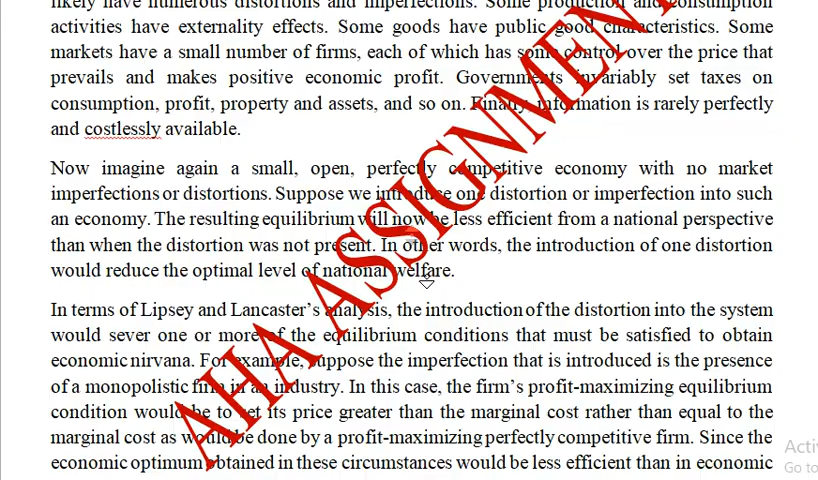 likely have numerous distortions and imperfections. Some production and consumption
activities have externality effects! Some goods have public good characteristics. Some
markets have a small number of firms, each of which has some control over the price that
prevails and makes positive economic profit. Governments invariably set taxes on
consumption, profit, property and assets, and so on. Finally, information is rarely perfectly
and costlessly available.
Now imagine again a small, open, perfectly competitive economy with no market
imperfections or distortions. Suppose we introduce one distortion or imperfection into such
an economy. The resulting equilibrium will now be less efficient from a national perspective
than when the distortion was not present. In other words, the introduction of one distortion
would reduce the optimal level of national welfare.
In terms of Lipsey and Lancaster's analysis, the introduction of the distortion into the system
would sever one or more of the equilibrium conditions that must be satisfied to obtain
economic nirvana. For example, suppose the imperfection that is introduced is the presence
of a monopolistic firm in an industry. In this case, the firm's profit-maximizing equilibrium
condition would be to set its price greater than the marginal cost rather than equal to the
marginal cost as would be done by a profit-maximizing perfectly competitive firm. Since the
economic optimum obtained in these circumstances would be less efficient than in economic
AHA ASSIGNMENT
Acti
Go to